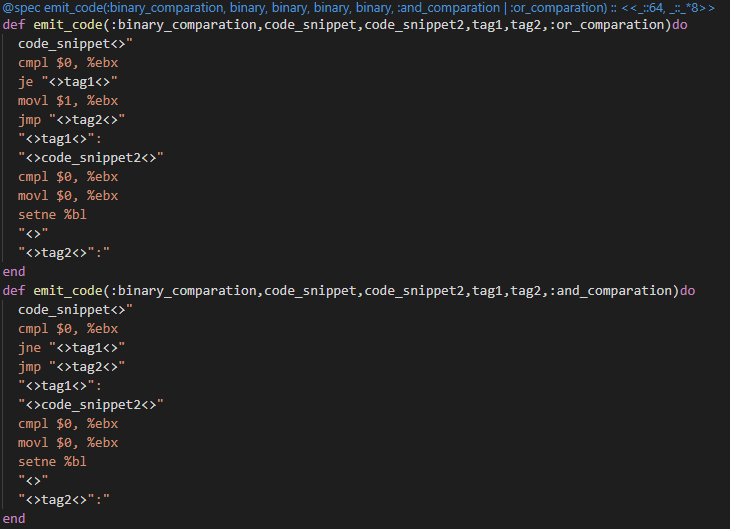 @spec emit_code(:binary_comparation, binary, binary, binary, binary, :and_comparation | :or_comparation) :: <<_::64, _::_*8>>
def emit_code(:binary_comparation,code_snippet,code_snippet2,tag1,tag2,:or_comparation)do
  code_snippet<>"
  cmpl $0, %ebx
  je "<>tag1<>"
  movl $1, %ebx
  jmp "<>tag2<>"
  "<>tag1<>":
  "<>code_snippet2<>"
  cmpl $0, %ebx
  movl $0, %ebx
  setne %bl
  "<>"
  "<>tag2<>":"
end
def emit_code(:binary_comparation,code_snippet,code_snippet2,tag1,tag2,:and_comparation)do
  code_snippet<>"
  cmpl $0, %ebx
  jne "<>tag1<>"
  jmp "<>tag2<>"
  "<>tag1<>":
  "<>code_snippet2<>"
  cmpl $0, %ebx
  movl $0, %ebx
  setne %bl
  "<>"
  "<>tag2<>":"
end